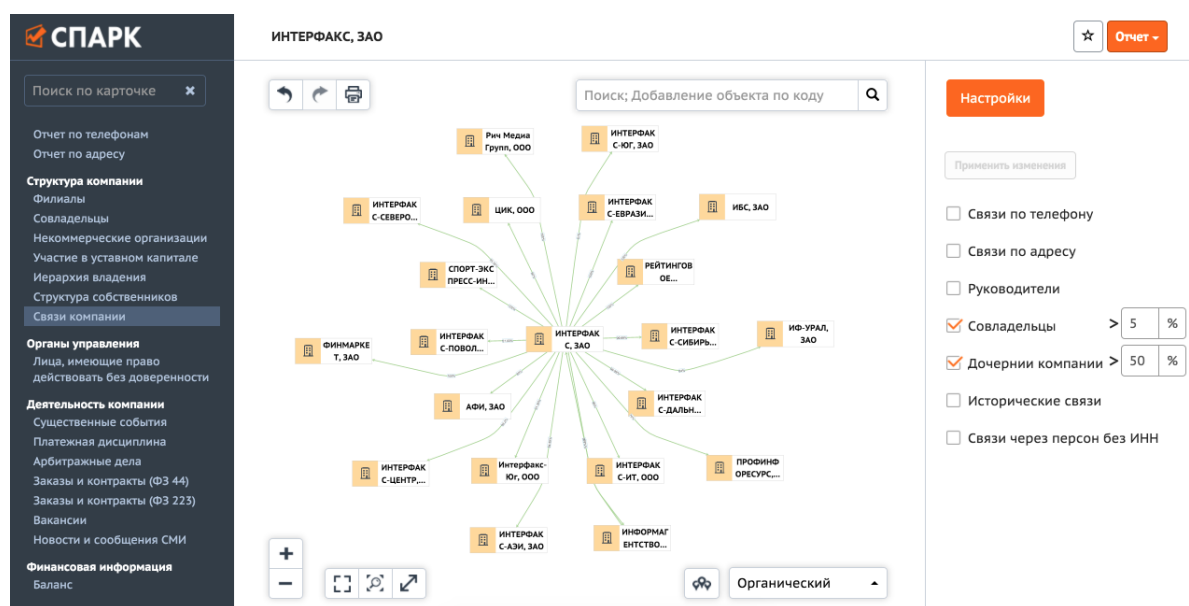 СПАРК
ИНТЕРФАКС, ЗАО
Отчет
Поиск по карточке
Отчет по телефонам
Отчет по адресу
Структура компании
Филиалы
Совладельцы
Некоммерческие организации
Участие в уставном капитале
Иерархия владения
Структура собственников
Связи компании
Органы управления
Лица, имеющие право
действовать без доверенности
Деятельность компании
Существенные события
Платежная дисциплина
Арбитражные дела
Заказы и контракты (ФЗ 44)
Заказы и контракты (ФЗ 223)
Вакансии
Новости и сообщения СМИ
Финансовая информация
Баланс
Поиск; Добавление объекта по коду
Рич Медиа
Групп, ООО
ИНТЕРФАК
С-ЮГ, ЗАО
ИНТЕРФАК
С-СЕВЕРО...
ЦИК, ООО
ИНТЕРФАК
С-ЕВРАЗИ...
ИБС, ЗАО
СПОРТ-ЭКС
ПРЕСС-ИН...
РЕЙТИНГОВ
ОЕ...
ФИНМАРКЕ
Т, ЗАО
ИНТЕРФАК
С-ПОВОЛ...
ИНТЕРФАК
С, ЗАО
ИНТЕРФАК
С-СИБИРЬ...
ИФ-УРАЛ,
ЗАО
АФИ, ЗАО
ИНТЕРФАК
С-ДАЛЬН...
ИНТЕРФАК
С-ЦЕНТР,...
Интерфакс-
Юг, ООО
ИНТЕРФАК
С-ИТ, ООО
ПРОФИНФ
ОРЕСУРС,...
ИНТЕРФАК
С-АЭИ, ЗАО
ИНФОРМАГ
ЕНТСТВО...
Органический
Настройки
Применить изменения
Связи по телефону
Связи по адресу
Руководители
Совладельцы > 5 %
Дочернии компании > 50 %
Исторические связи
Связи через персон без ИНН